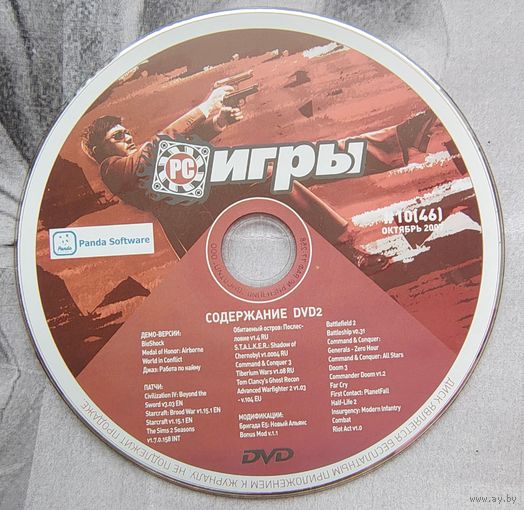 PC ИГРЫ
#10(46)
ОКТЯБРЬ 2007
Panda
Panda Software
СОДЕРЖАНИЕ DVD2
ДЕМО-ВЕРСИИ:
BioShock
Medal of Honor: Airborne
World in Conflict
Джаз: Работа по найму
ПАТЧИ:
Civilization IV: Beyond the
Sword v3.03 EN
Starcraft: Brood War v1.15.1 EN
Starcraft v1.15.1 EN
The Sims 2 Seasons
v1.7.0.158 INT
Обитаемый остров: Послес-
ловие v1.4 RU
S.T.A.L.K.E.R.: Shadow of
Chernobyl v1.0004 RU
Command & Conquer 3
Tiberium Wars v1.08 RU
Tom Clancy's Ghost Recon
Advanced Warfighter 2 v1.03
- v.104 EU
МОДИФИКАЦИИ:
Бригада E5: Новый Альянс
Bonus Mod v.1.1
Battlefield 2
Battleship v0.31
Command & Conquer:
Generals - Zero Hour
Command & Conquer: All Stars
Doom 3
Commander Doom v1.2
Far Cry
First Contact: PlanetFall
Half-Life 2
Insurgency: Modern Infantry
Combat
Riot Act v1.0
DVD
ДИСК ЯВЛЯЕТСЯ БЕСПЛАТНЫМ ПРИЛОЖЕНИЕМ К ЖУРНАЛУ. НЕ ПОДЛЕЖИТ ПРОДАЖЕ
www.ay.by